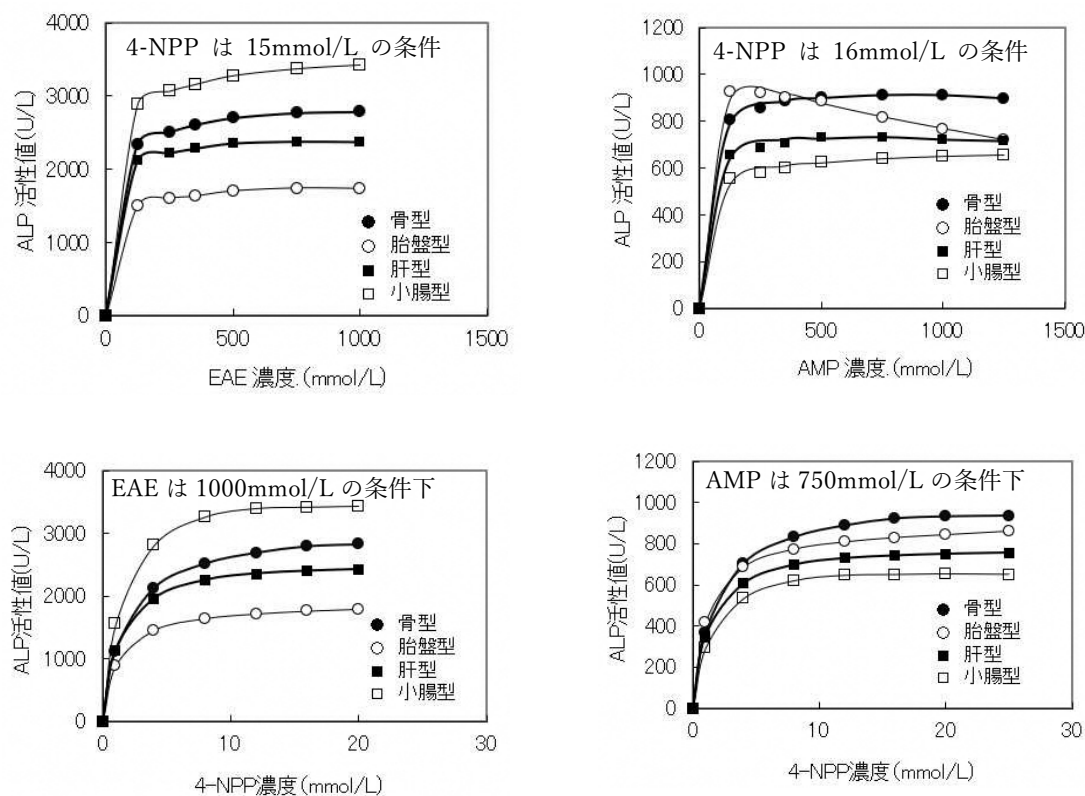 4-NPP は 15mmol/L の条件
ALP 活性値(U/L)
4000
3000
2000
1000
0
骨型
胎盤型
肝型
小腸型
0 500 1000 1500
EAE 濃度.(mmol/L)
4-NPP は 16mmol/L の条件
ALP 活性値(U/L)
1200
1000
800
600
400
200
0
骨型
胎盤型
肝型
小腸型
0 500 1000 1500
AMP 濃度.(mmol/L)
EAE は 1000mmol/L の条件下
ALP活性値(U/L)
4000
3000
2000
1000
0
骨型
胎盤型
肝型
小腸型
0 10 20 30
4-NPP濃度(mmol/L)
AMP は 750mmol/L の条件下
ALP活性値(U/L)
1200
1000
800
600
400
200
0
骨型
胎盤型
肝型
小腸型
0 10 20 30
4-NPP濃度(mmol/L)